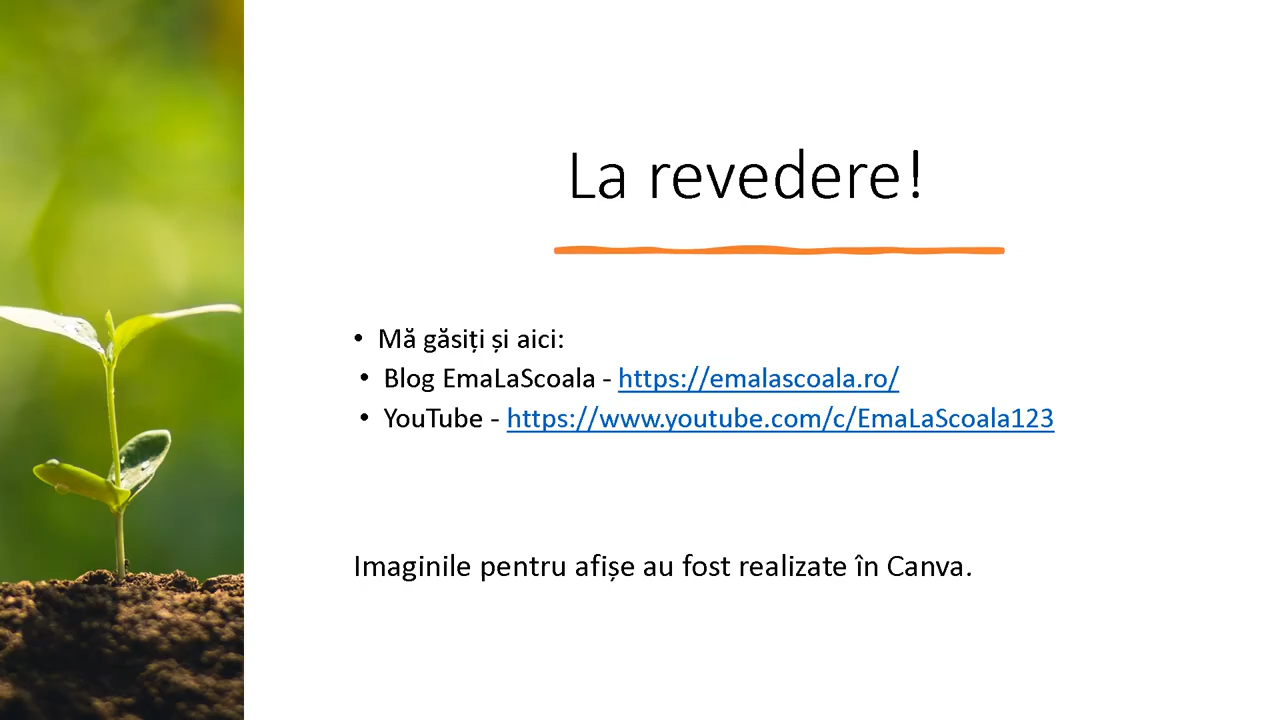 La revedere!
• Mă găsiți și aici:
• Blog EmaLaScoala - https://emalascoala.ro/
• YouTube - https://www.youtube.com/c/EmaLaScoala123
Imaginile pentru afișe au fost realizate în Canva.